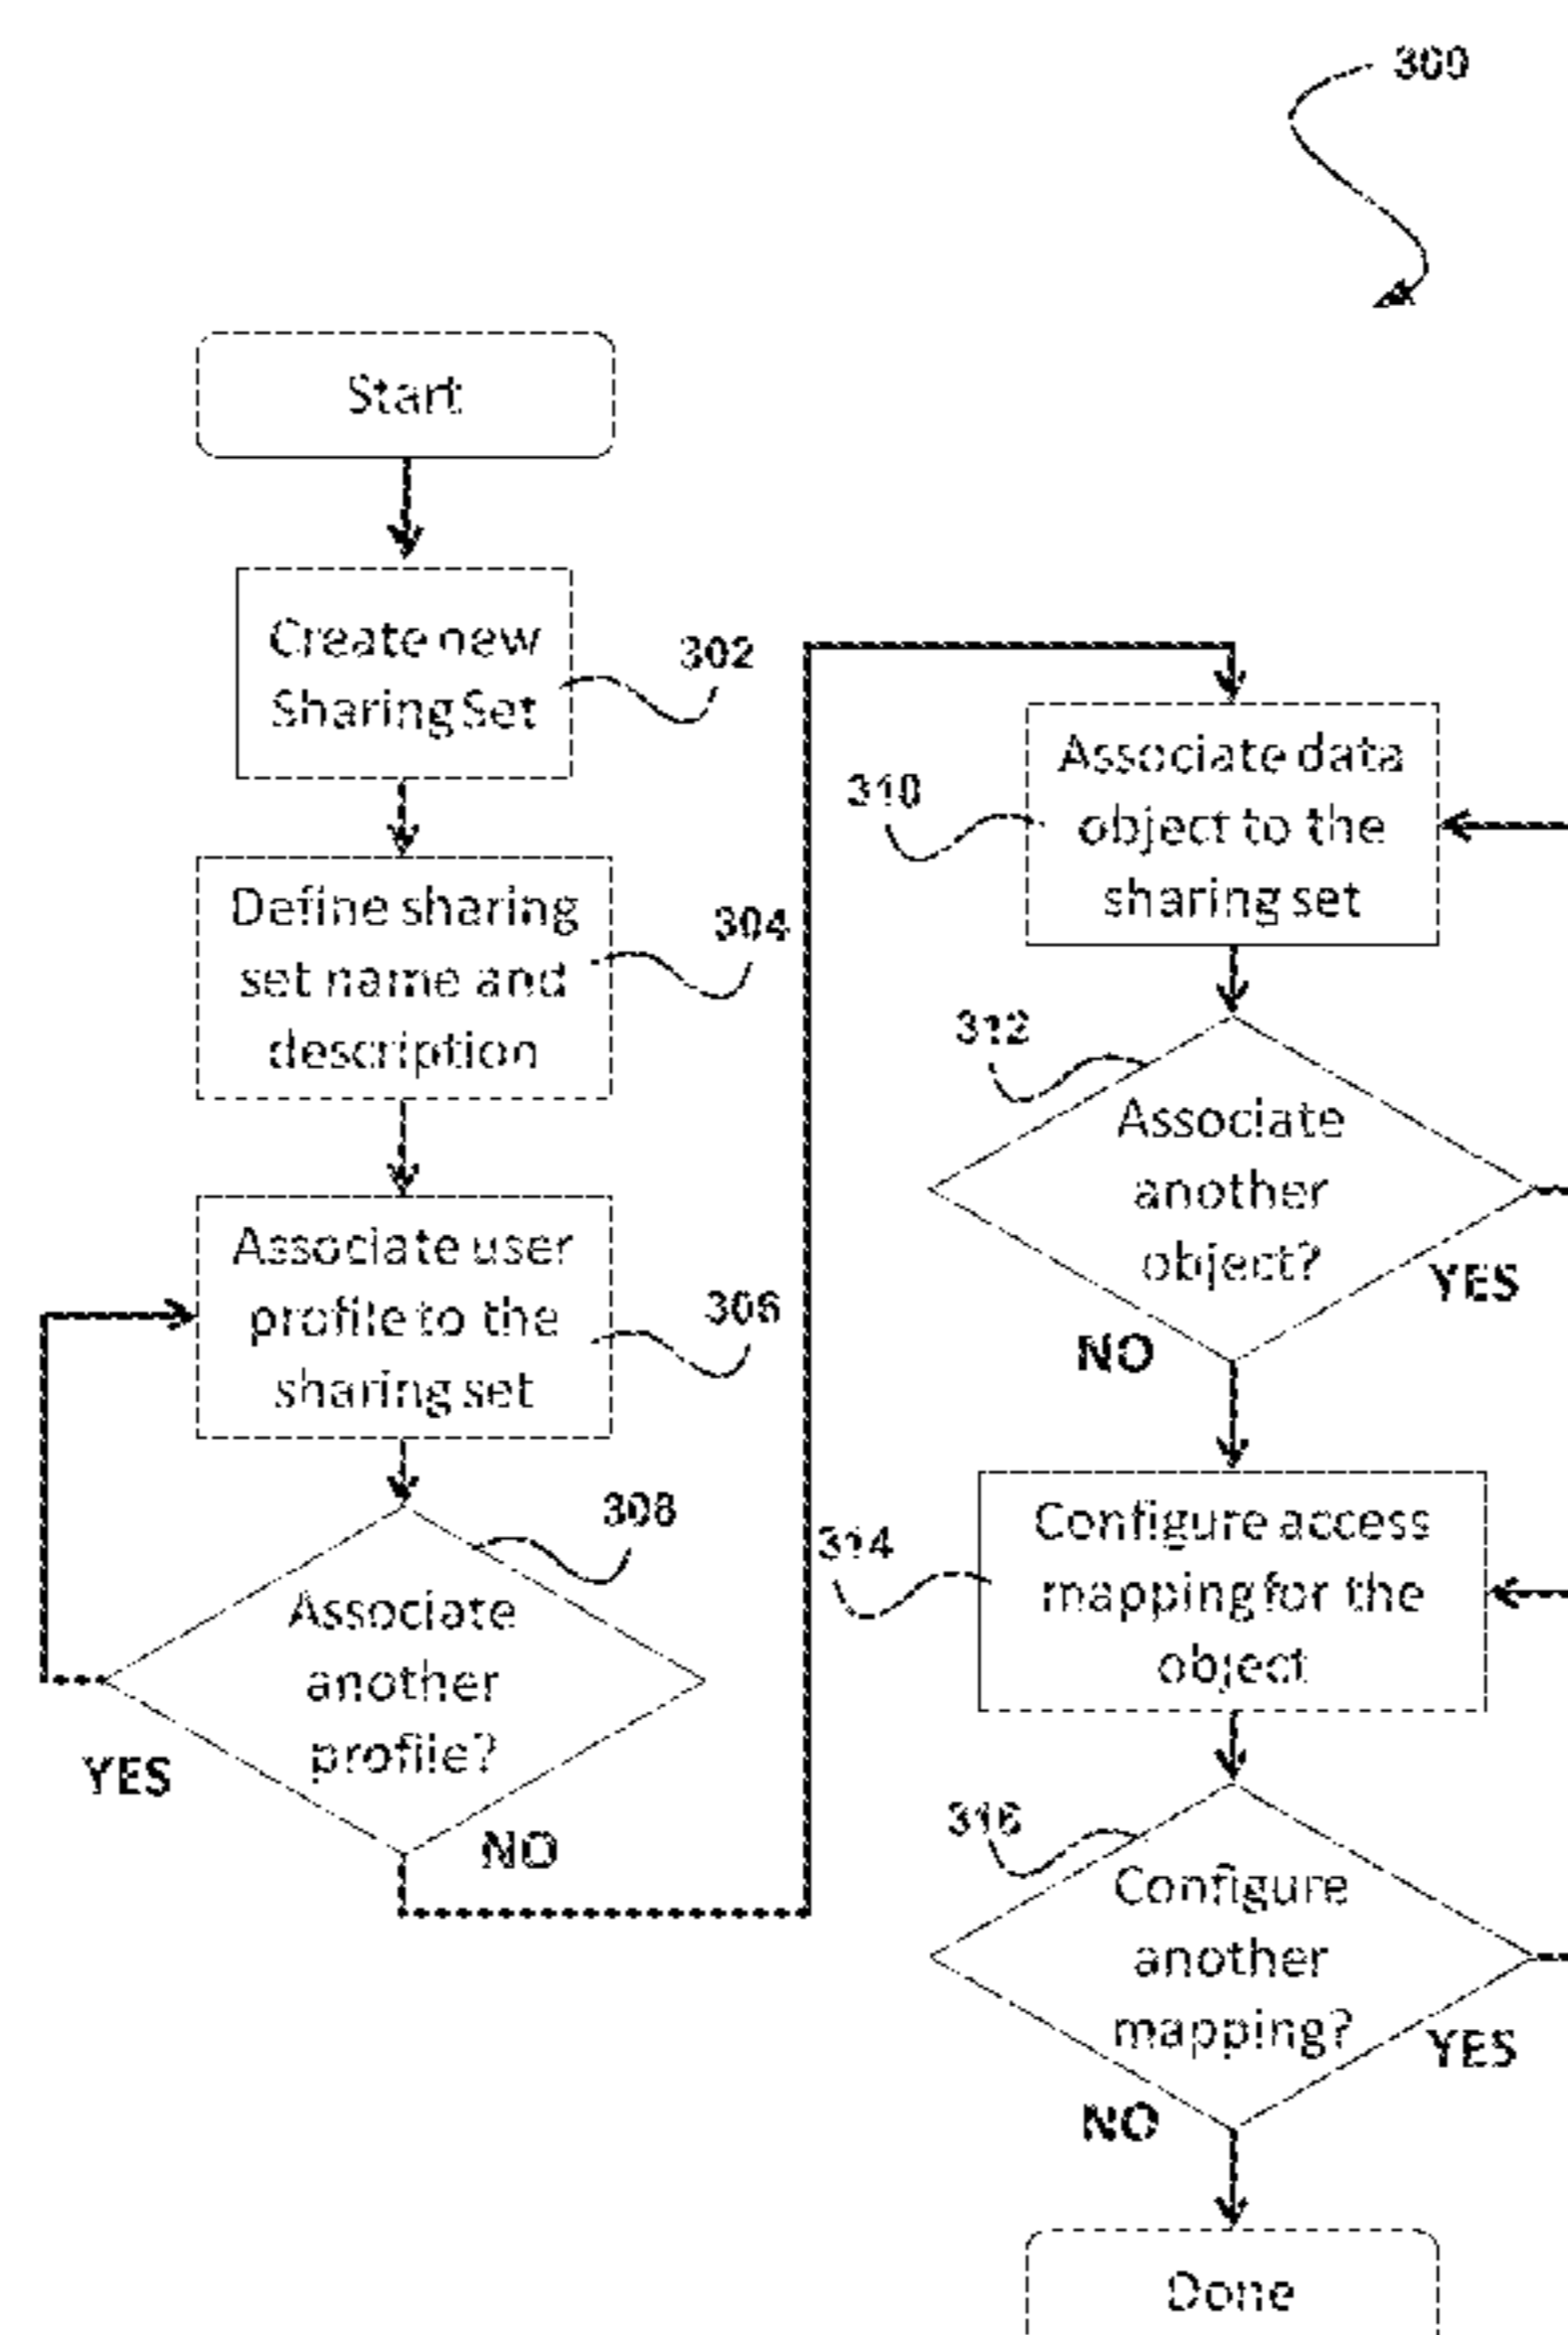 300
Start
Create new
Sharing Set
302
Define sharing
set name and
description
304
Associate user
profile to the
sharing set
306
Associate
another
profile?
308
YES
NO
Associate data
object to the
sharing set
310
Associate
another
object?
312
YES
NO
Configure access
mapping for the
object
314
Configure
another
mapping?
316
YES
NO
Done